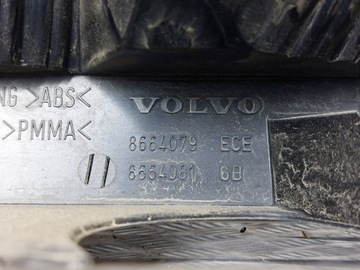 NG >ABS<
VOLVO
>PMMA<
8664079 ECE
8664081 GB